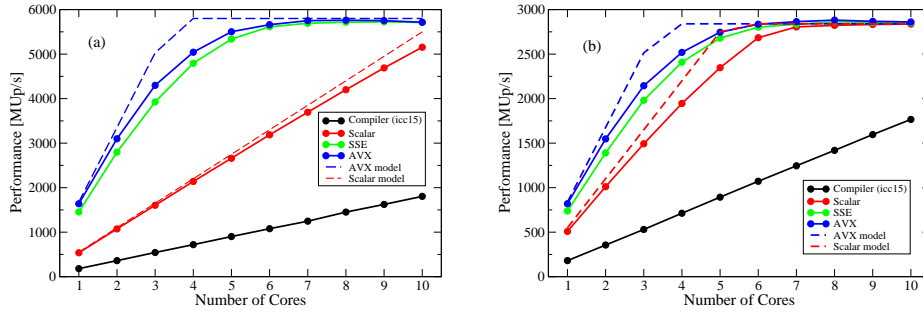 Performance [MUp/s]
6000
5000
4000
3000
2000
1000
0
(a)
Compiler (icc15)
Scalar
SSE
AVX
AVX model
Scalar model
1 2 3 4 5 6 7 8 9 10
Number of Cores
Performance [MUp/s]
3000
2500
2000
1500
1000
500
0
(b)
Compiler (icc15)
Scalar
SSE
AVX
AVX model
Scalar model
1 2 3 4 5 6 7 8 9 10
Number of Cores